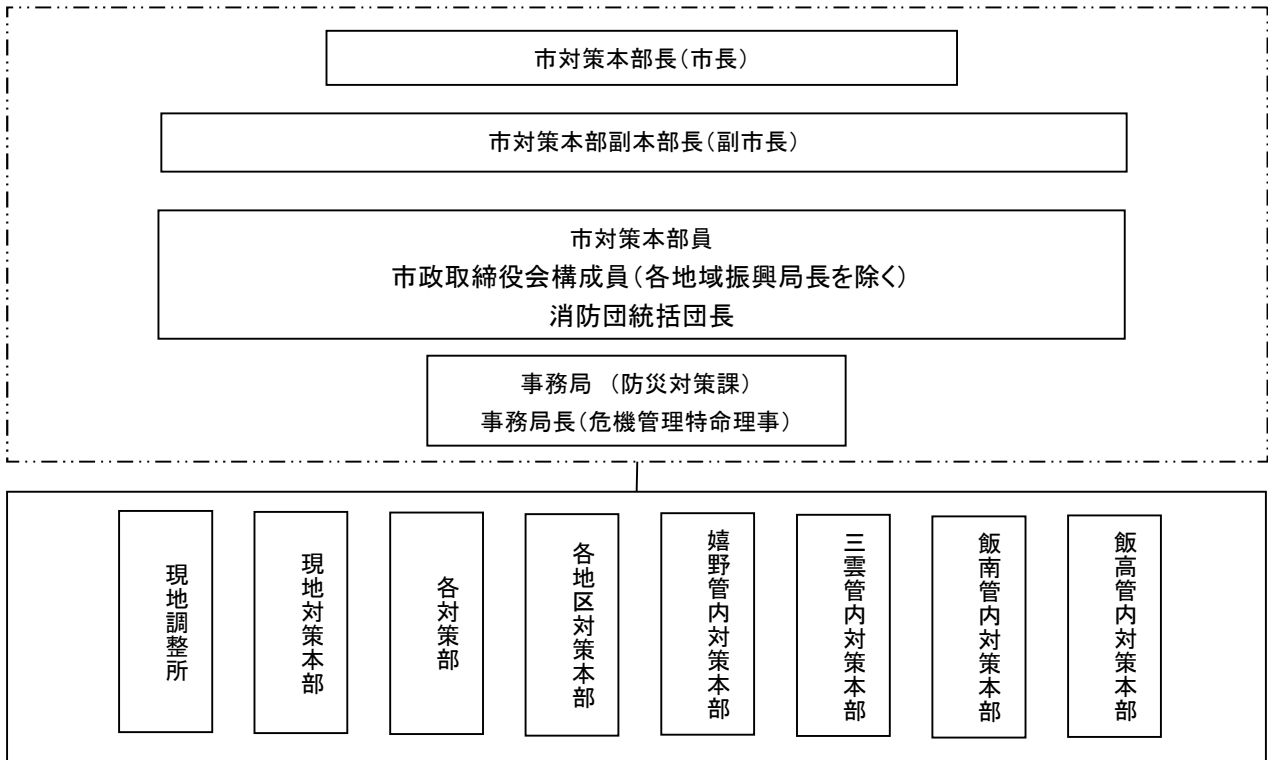 市対策本部長（市長）
市対策本部副本部長（副市長）
市対策本部員
市政取締役会構成員（各地域振興局長を除く）
消防団統括団長
事務局　（防災対策課）
事務局長（危機管理特命理事）
現地調整所
現地対策本部
各対策部
各地区対策本部
嬉野管内対策本部
三雲管内対策本部
飯南管内対策本部
飯高管内対策本部